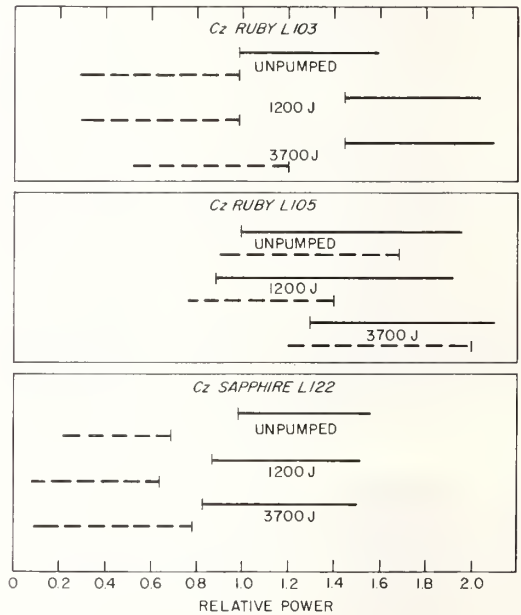 Cz RUBY L103
UNPUMPED
1200 J
3700 J
Cz RUBY L105
UNPUMPED
1200 J
3700 J
Cz SAPPHIRE L122
UNPUMPED
1200 J
3700 J
0 0.2 0.4 0.6 0.8 1.0 1.2 1.4 1.6 1.8 2.0
RELATIVE POWER